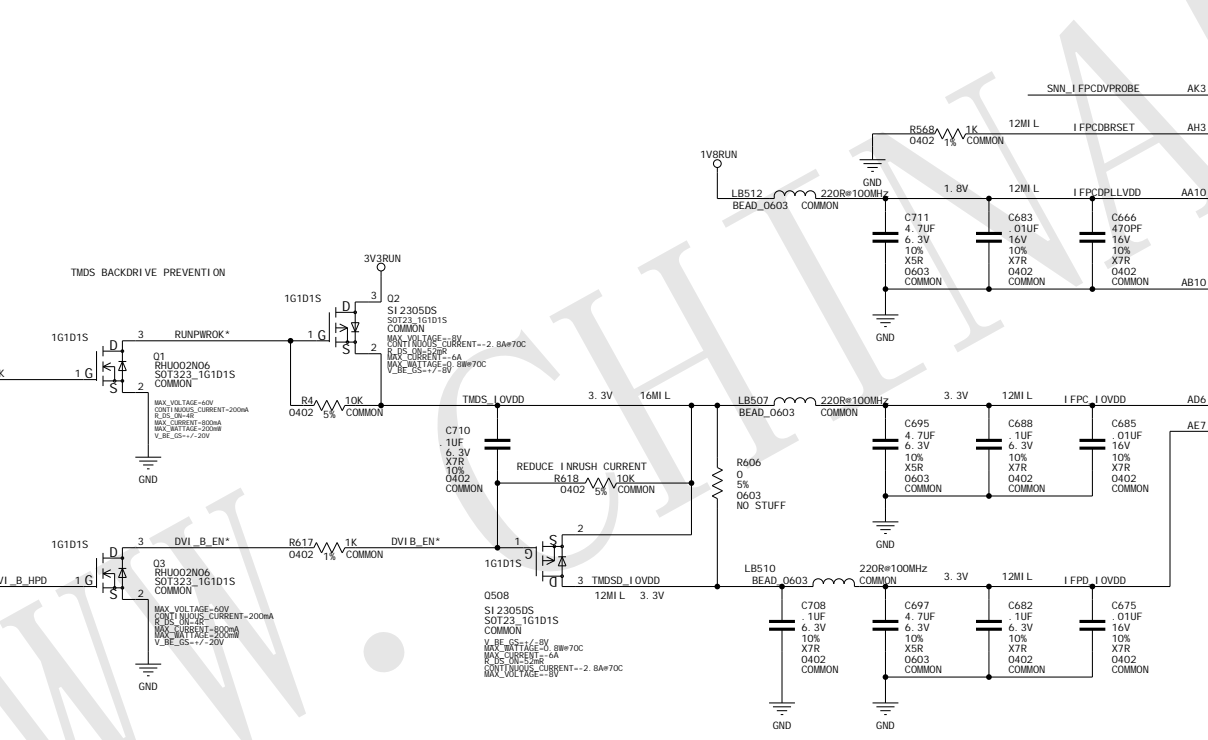 SNN_IFPCDVPROBE AK3
R568 1K 12MIL IFPCDBRSET AH3
0402 1% COMMON
GND
1V8RUN
LB512 220R@100MHz 1.8V 12MIL IFPCDPLLVDD AA10
BEAD_0603 COMMON
C711
4.7UF
6.3V
10%
X5R
0603
COMMON
C683
.01UF
16V
10%
X7R
0402
COMMON
C666
470PF
16V
10%
X7R
0402
COMMON
AB10
GND
TMDS BACKDRIVE PREVENTION
3V3RUN
1G1D1S
D
3
1 G
S
2
Q2
SI2305DS
SOT23_1G1D1S
COMMON
MAX_VOLTAGE=-8V
CONTINUOUS_CURRENT=-2.8A@70C
R_DS_ON=52mR
MAX_CURRENT=-6A
MAX_WATTAGE=0.8W@70C
V_BE_GS=+/-8V
1G1D1S
3 RUNPWROK*
D
K
1 G
S
2
Q1
RHU002N06
SOT323_1G1D1S
COMMON
MAX_VOLTAGE=60V
CONTINUOUS_CURRENT=200mA
R_DS_ON=4R
MAX_CURRENT=800mA
MAX_WATTAGE=200mW
V_BE_GS=+/-20V
GND
R4 10K
0402 5% COMMON
TMDS_IOVDD 3.3V 16MIL
LB507 220R@100MHz 3.3V 12MIL IFPC_IOVDD AD6
BEAD_0603 COMMON
AE7
C710
.1UF
6.3V
X7R
10%
0402
COMMON
REDUCE INRUSH CURRENT
R618 10K
0402 5% COMMON
R606
0
5%
0603
NO STUFF
C695
4.7UF
6.3V
10%
X5R
0603
COMMON
C688
.1UF
6.3V
10%
X7R
0402
COMMON
C685
.01UF
16V
10%
X7R
0402
COMMON
GND
1G1D1S
3 DVI_B_EN*
R617 1K DVIB_EN*
0402 1% COMMON
D
VI_B_HPD 1 G
S
2
Q3
RHU002N06
SOT323_1G1D1S
COMMON
MAX_VOLTAGE=60V
CONTINUOUS_CURRENT=200mA
R_DS_ON=4R
MAX_CURRENT=800mA
MAX_WATTAGE=200mW
V_BE_GS=+/-20V
GND
1
2
S
G
1G1D1S
D
3 TMDSD_IOVDD
12MIL 3.3V
Q508
SI2305DS
SOT23_1G1D1S
COMMON
V_BE_GS=+/-8V
MAX_WATTAGE=0.8W@70C
MAX_CURRENT=-6A
R_DS_ON=52mR
CONTINUOUS_CURRENT=-2.8A@70C
MAX_VOLTAGE=-8V
LB510 220R@100MHz
BEAD_0603 COMMON 3.3V 12MIL IFPD_IOVDD
C708
.1UF
6.3V
10%
X7R
0402
COMMON
C697
4.7UF
6.3V
10%
X5R
0603
COMMON
C682
.1UF
6.3V
10%
X7R
0402
COMMON
C675
.01UF
16V
10%
X7R
0402
COMMON
GND
GND
WW.CHINA